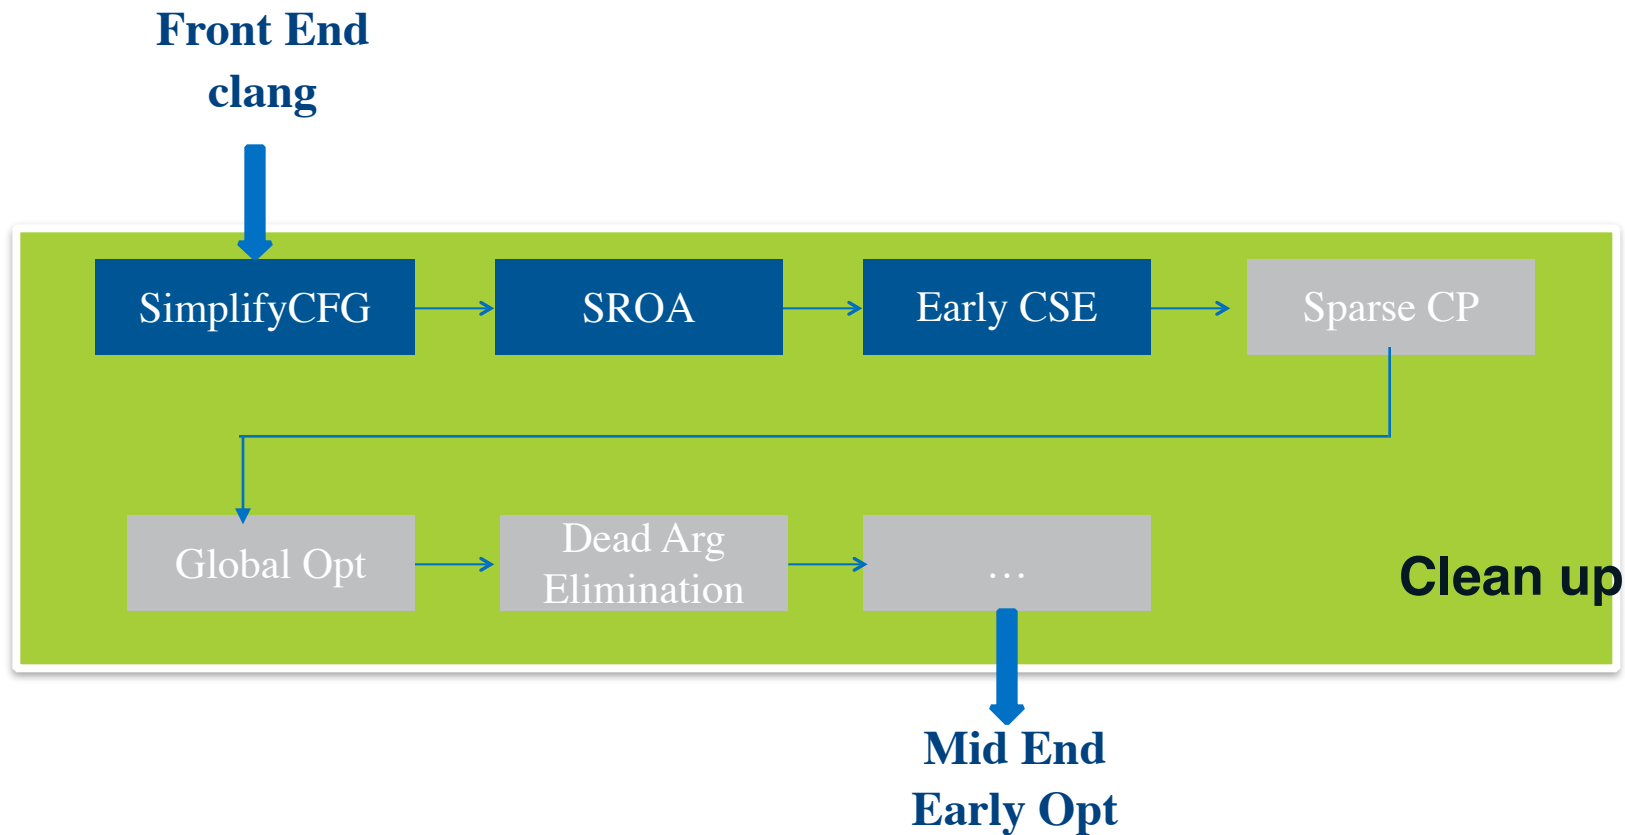 Front End
clang
SimplifyCFG
SROA
Early CSE
Sparse CP
Global Opt
Dead Arg
Elimination
…
Clean up
Mid End
Early Opt